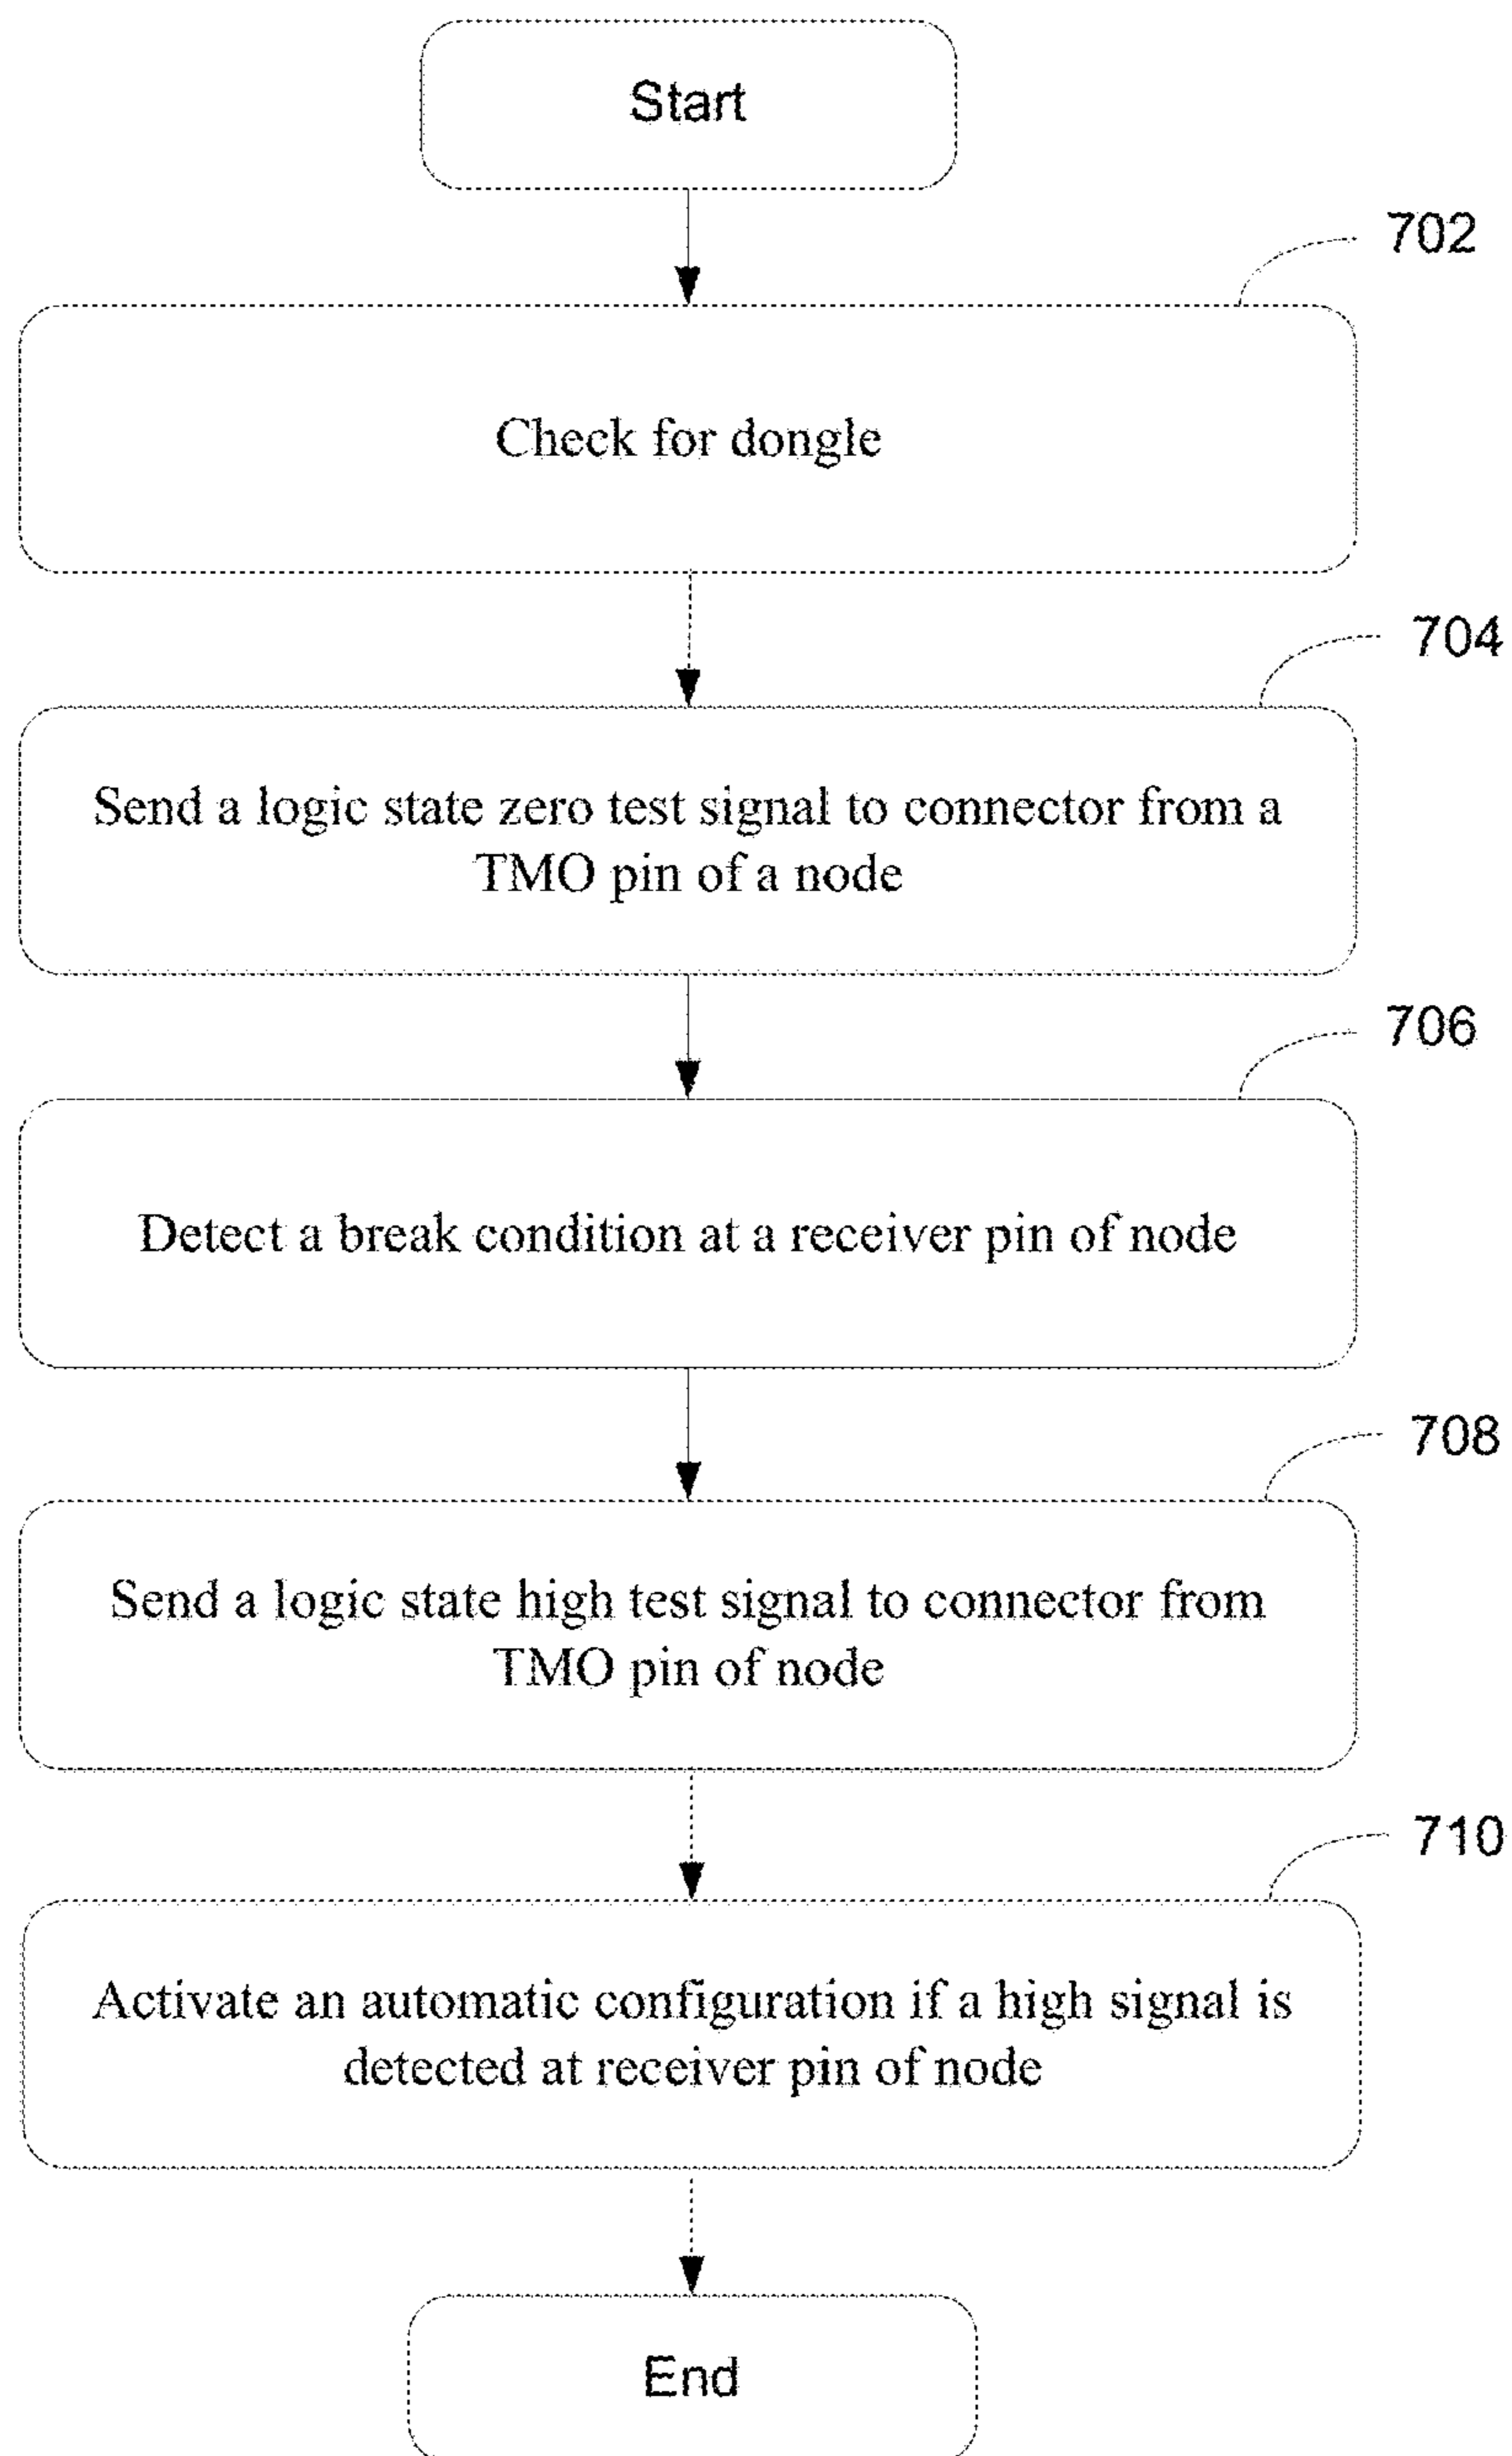 Start
702
Check for dongle
704
Send a logic state zero test signal to connector from a
TMO pin of a node
706
Detect a break condition at a receiver pin of node
708
Send a logic state high test signal to connector from
TMO pin of node
710
Activate an automatic configuration if a high signal is
detected at receiver pin of node
End